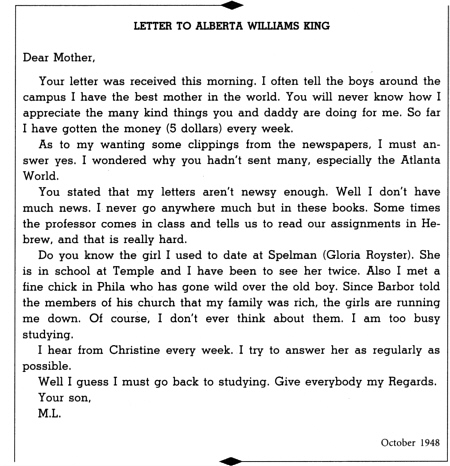 LETTER TO ALBERTA WILLIAMS KING
Dear Mother,
Your letter was received this morning. I often tell the boys around the
campus I have the best mother in the world. You will never know how I
appreciate the many kind things you and daddy are doing for me. So far
I have gotten the money (5 dollars) every week.
As to my wanting some clippings from the newspapers, I must an-
swer yes. I wondered why you hadn't sent many, especially the Atlanta
World.
You stated that my letters aren't newsy enough. Well I don't have
much news. I never go anywhere much but in these books. Some times
the professor comes in class and tells us to read our assignments in He-
brew, and that is really hard.
Do you know the girl I used to date at Spelman (Gloria Royster). She
is in school at Temple and I have been to see her twice. Also I met a
fine chick in Phila who has gone wild over the old boy. Since Barbor told
the members of his church that my family was rich, the girls are running
me down. Of course, I don't ever think about them. I am too busy
studying.
I hear from Christine every week. I try to answer her as regularly as
possible.
Well I guess I must go back to studying. Give everybody my Regards.
Your son,
M.L.
October 1948